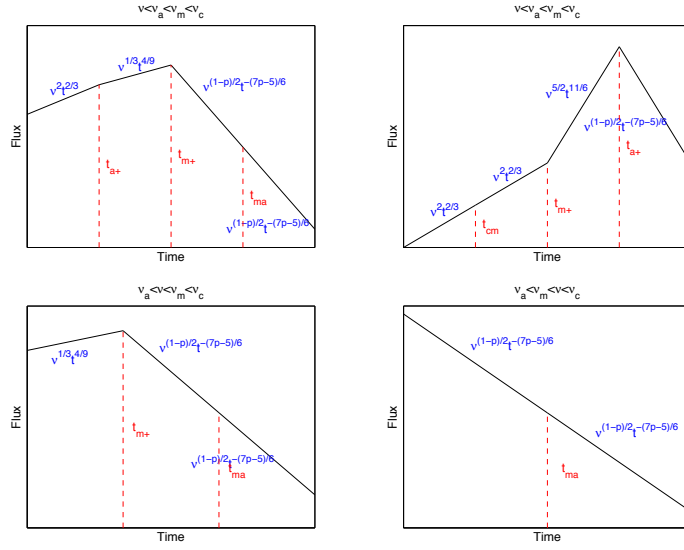 ν<ν_a<ν_m<ν_c
Flux
ν^2t^{2/3}
ν^{1/3}t^{4/9}
ν^{(1−p)/2}t^{−(7p−5)/6}
t_{a+}
t_{m+}
t_{ma}
ν^{(1−p)/2}t^{−(7p−5)/6}
Time
ν<ν_a<ν_m<ν_c
Flux
ν^2t^{2/3}
ν^2t^{2/3}
ν^{5/2}t^{11/6}
ν^{(1−p)/2}t^{−(7p−5)/6}
t_{a+}
t_{m+}
t_{cm}
Time
ν_a<ν<ν_m<ν_c
Flux
ν^{1/3}t^{4/9}
ν^{(1−p)/2}t^{−(7p−5)/6}
t_{m+}
ν^{(1−p)/2}t^{−(7p−5)/6}
t_{ma}
Time
ν_a<ν_m<ν<ν_c
Flux
ν^{(1−p)/2}t^{−(7p−5)/6}
ν^{(1−p)/2}t^{−(7p−5)/6}
t_{ma}
Time